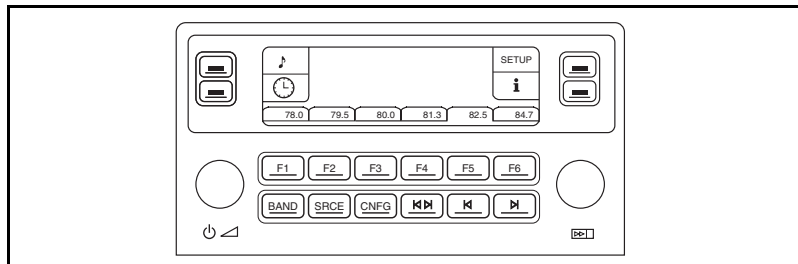 SETUP
i
78.0 79.5 80.0 81.3 82.5 84.7
F1 F2 F3 F4 F5 F6
BAND SRCE CNFG